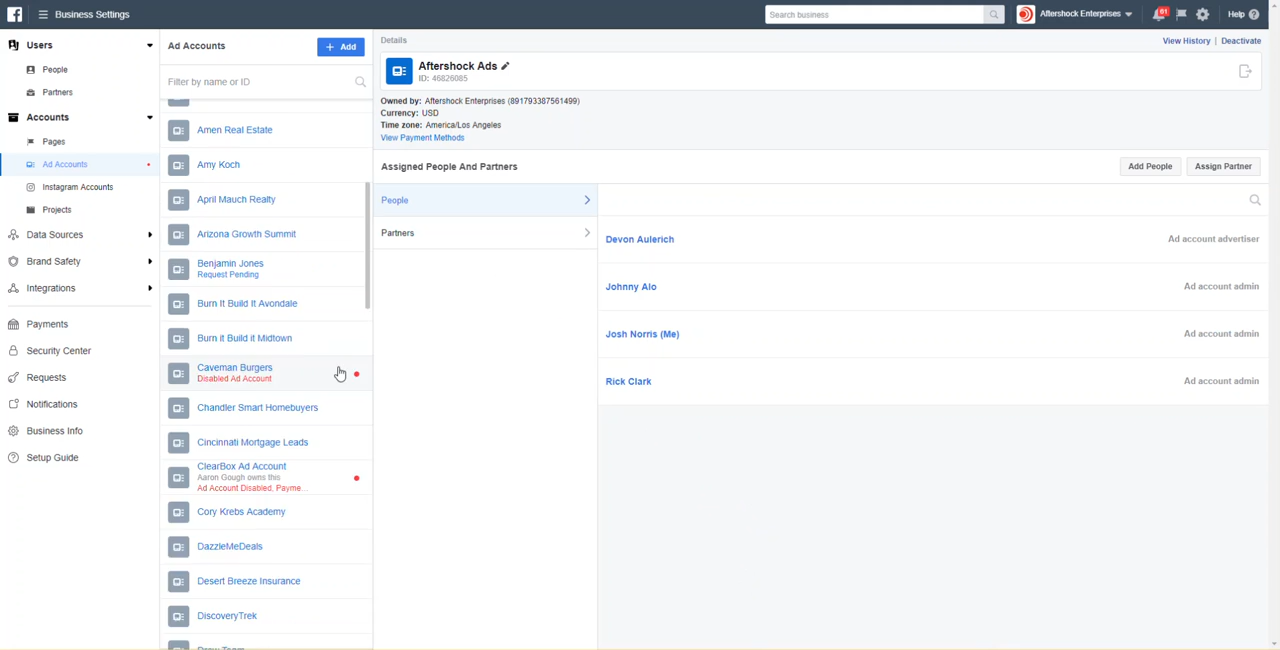 Business Settings
Search business
Aftershock Enterprises
81
Help
Users
People
Partners
Accounts
Pages
Ad Accounts
Instagram Accounts
Projects
Data Sources
Brand Safety
Integrations
Payments
Security Center
Requests
Notifications
Business Info
Setup Guide
Ad Accounts
+ Add
Filter by name or ID
Amen Real Estate
Amy Koch
April Mauch Realty
Arizona Growth Summit
Benjamin Jones
Request Pending
Burn It Build It Avondale
Burn it Build it Midtown
Caveman Burgers
Disabled Ad Account
Chandler Smart Homebuyers
Cincinnati Mortgage Leads
ClearBox Ad Account
Aaron Gough owns this
Ad Account Disabled, Payme...
Cory Krebs Academy
DazzleMeDeals
Desert Breeze Insurance
DiscoveryTrek
Details
View History | Deactivate
Aftershock Ads
ID: 46826085
Owned by: Aftershock Enterprises (891793387561499)
Currency: USD
Time zone: America/Los Angeles
View Payment Methods
Assigned People And Partners
Add People
Assign Partner
People
Partners
Devon Aulerich
Ad account advertiser
Johnny Alo
Ad account admin
Josh Norris (Me)
Ad account admin
Rick Clark
Ad account admin